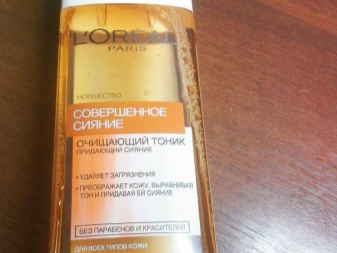 L'ORÉAL
PARIS
НОВШЕСТВО
СОВЕРШЕННОЕ
СИЯНИЕ
ОЧИЩАЮЩИЙ ТОНИК
ПРИДАЮЩИЙ СИЯНИЕ
• УДАЛЯЕТ ЗАГРЯЗНЕНИЯ
• ПРЕОБРАЖАЕТ КОЖУ, ВЫРАВНИВАЯ
ТОН И ПРИДАВАЯ ЕЙ СИЯНИЕ
БЕЗ ПАРАБЕНОВ И КРАСИТЕЛЕЙ
ДЛЯ ВСЕХ ТИПОВ КОЖИ